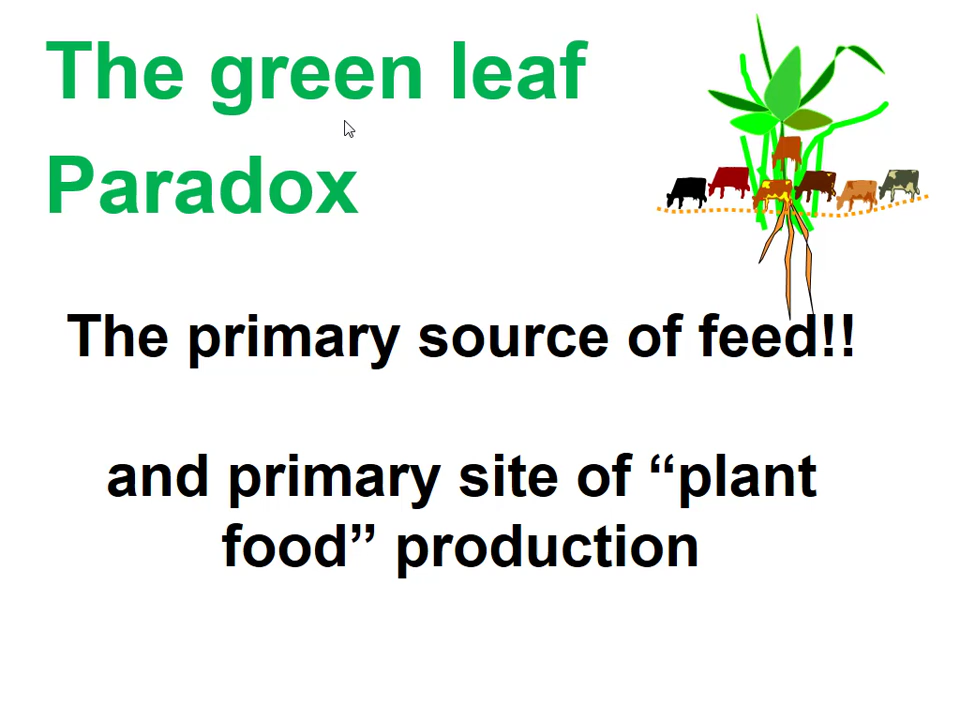 The green leaf
Paradox
The primary source of feed!!
and primary site of “plant
food” production